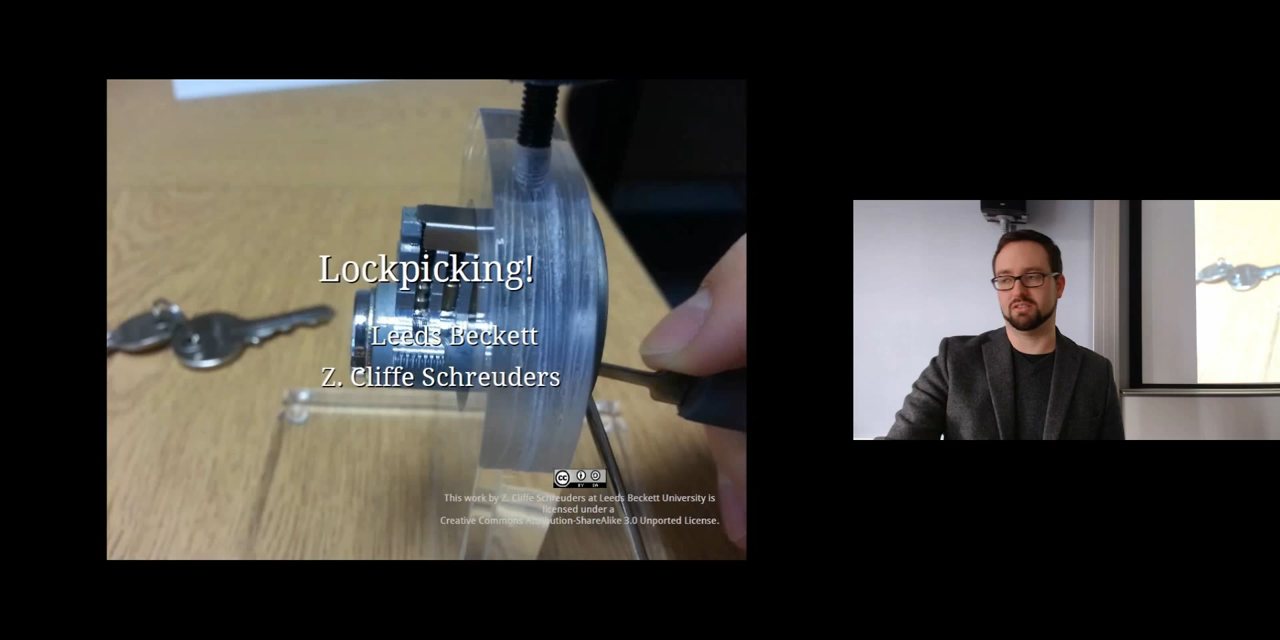 Lockpicking!
Leeds Beckett
Z. Cliffe Schreuders
This work by Z. Cliffe Schreuders at Leeds Beckett University is
licensed under a
Creative Commons Attribution-ShareAlike 3.0 Unported License.